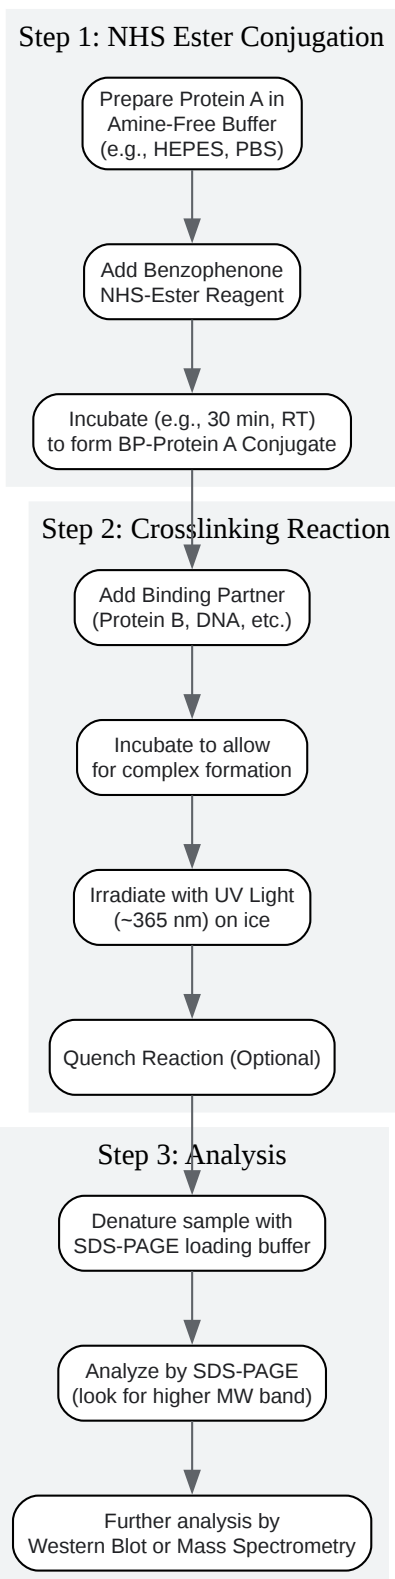 Step 1: NHS Ester Conjugation
Prepare Protein A in
Amine-Free Buffer
(e.g., HEPES, PBS)
Add Benzophenone
NHS-Ester Reagent
Incubate (e.g., 30 min, RT)
to form BP-Protein A Conjugate
Step 2: Crosslinking Reaction
Add Binding Partner
(Protein B, DNA, etc.)
Incubate to allow
for complex formation
Irradiate with UV Light
(~365 nm) on ice
Quench Reaction (Optional)
Step 3: Analysis
Denature sample with
SDS-PAGE loading buffer
Analyze by SDS-PAGE
(look for higher MW band)
Further analysis by
Western Blot or Mass Spectrometry